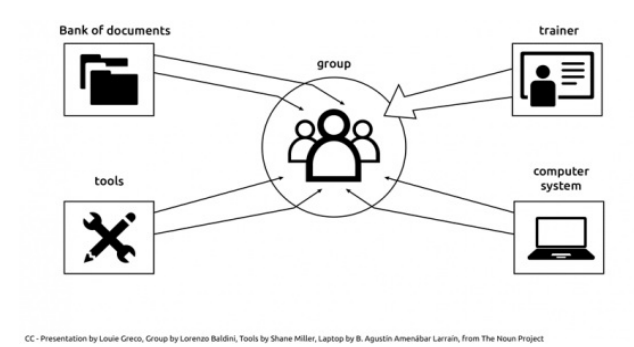 Bank of documents
trainer
group
tools
computer
system
CC - Presentation by Louie Greco, Group by Lorenzo Baldini, Tools by Shane Miller, Laptop by B. Agustín Amenábar Larraín, from The Noun Project